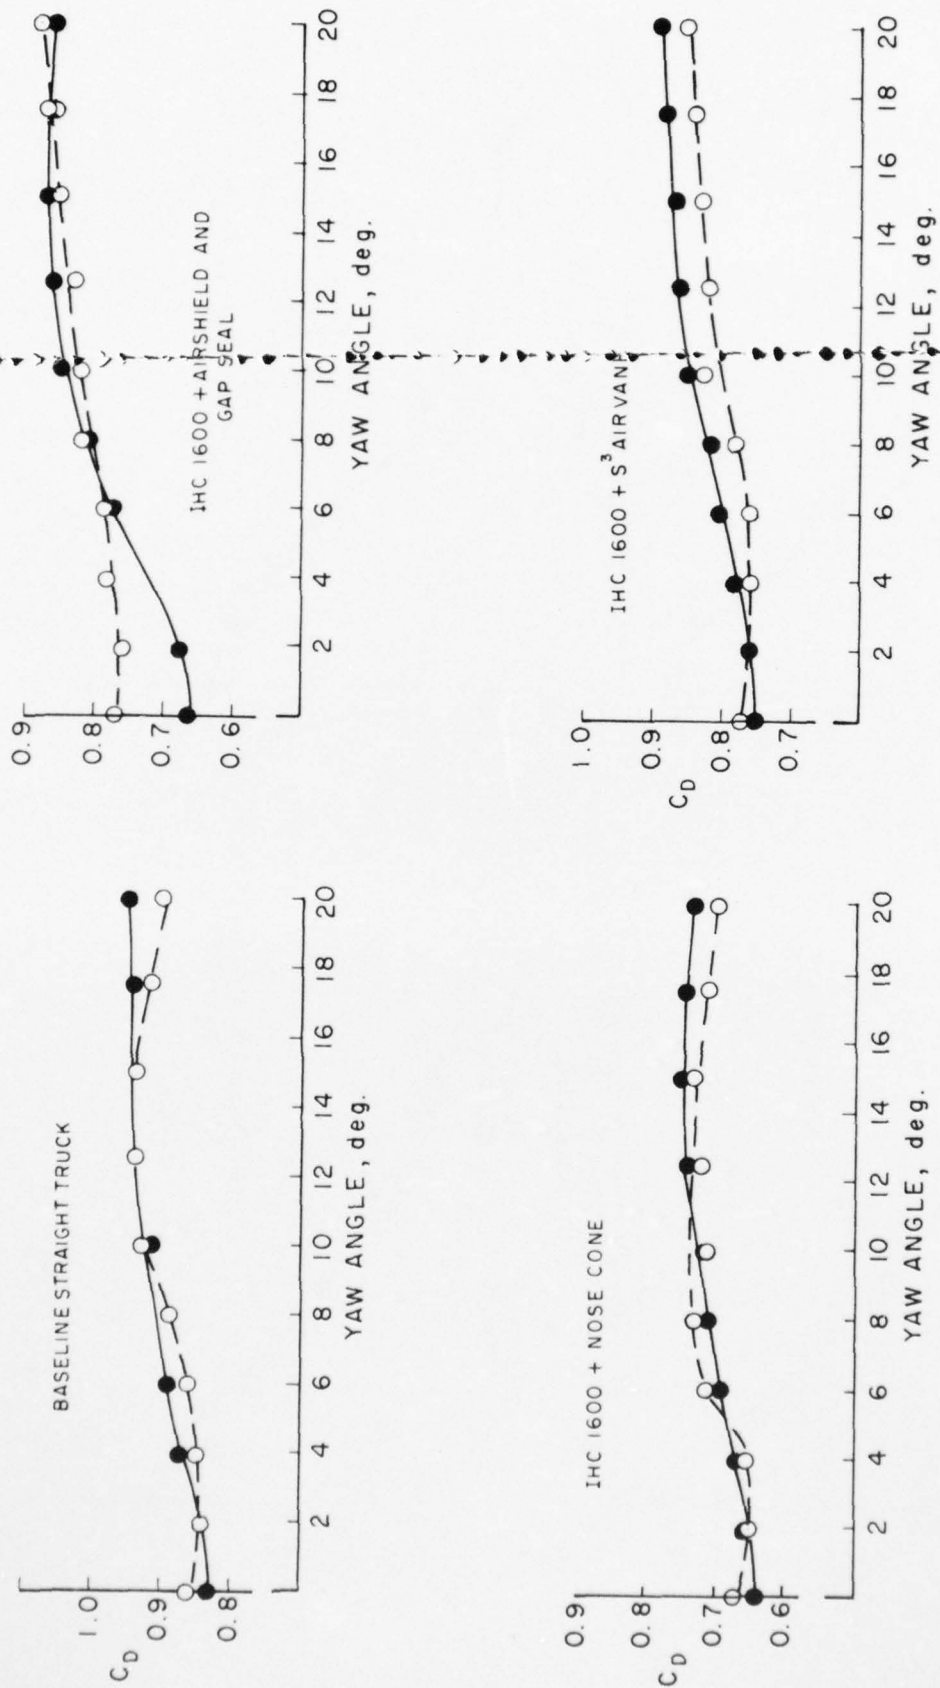 BASELINE STRAIGHT TRUCK
1.0
0.9
0.8
C_D
2 4 6 8 10 12 14 16 18 20
YAW ANGLE, deg.
0.9
0.8
0.7
0.6
IHC 1600 + AIRSHIELD AND
GAP SEAL
2 4 6 8 10 12 14 16 18 20
YAW ANGLE, deg.
IHC 1600 + NOSE CONE
0.9
0.8
0.7
0.6
C_D
2 4 6 8 10 12 14 16 18 20
YAW ANGLE, deg.
IHC 1600 + S³ AIRVANE
1.0
0.9
0.8
0.7
C_D
2 4 6 8 10 12 14 16 18 20
YAW ANGLE, deg.